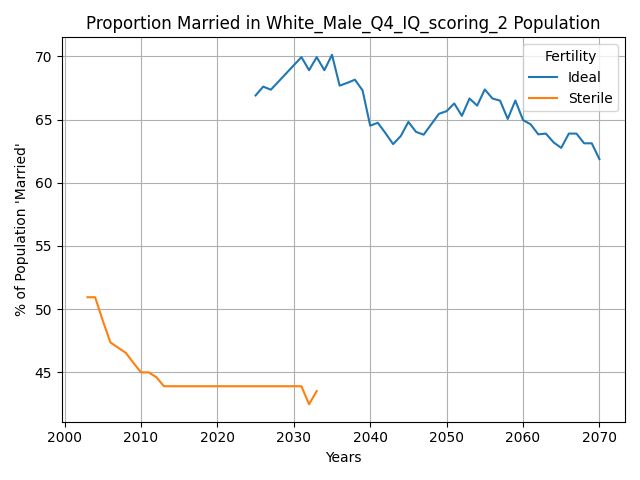 Proportion Married in White_Male_Q4_IQ_scoring_2 Population
Fertility
Ideal
Sterile
% of Population 'Married'
70
65
60
55
50
45
2000 2010 2020 2030 2040 2050 2060 2070
Years